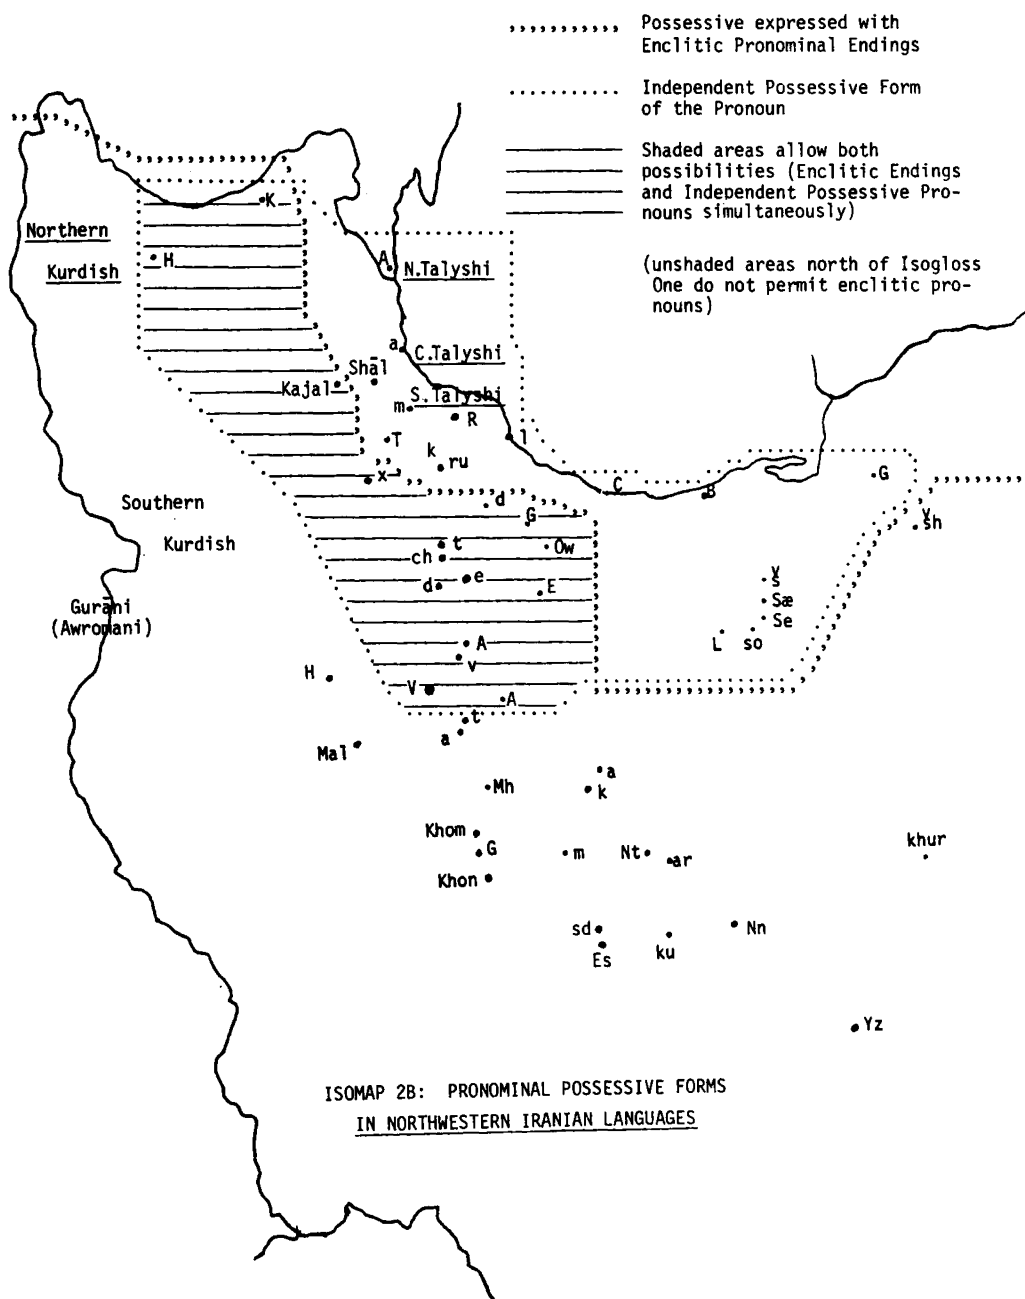 Possessive expressed with
Enclitic Pronominal Endings
Independent Possessive Form
of the Pronoun
Shaded areas allow both
possibilities (Enclitic Endings
and Independent Possessive Pro-
nouns simultaneously)
(unshaded areas north of Isogloss
One do not permit enclitic pro-
nouns)
K
Northern
Kurdish
H
A
N.Talyshi
a
C.Talyshi
Shāl
Kajal
S.Talyshi
m
R
T
l
k
ru
x
C
B
G
Southern
Kurdish
d
G
šh
t
Ow
ch
e
d
E
š
Sæ
Se
L
so
Gurāni
(Awromani)
A
v
H
V
A
t
a
Mal
a
Mh
k
Khom
G
m
Nt
ar
khur
Khon
sd
Es
ku
Nn
Yz
ISOMAP 2B: PRONOMINAL POSSESSIVE FORMS
IN NORTHWESTERN IRANIAN LANGUAGES